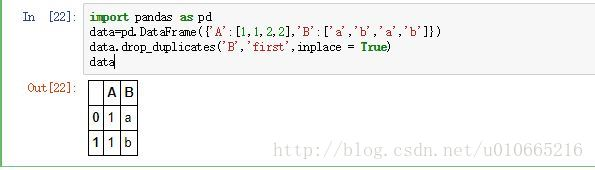 In [22]: import pandas as pd
data=pd.DataFrame({'A':[1,1,2,2],'B':['a','b','a','b']})
data.drop_duplicates('B','first',inplace = True)
data
Out[22]:
A B
0 1 a
1 1 b
http://blog.csdn.net/u010665216